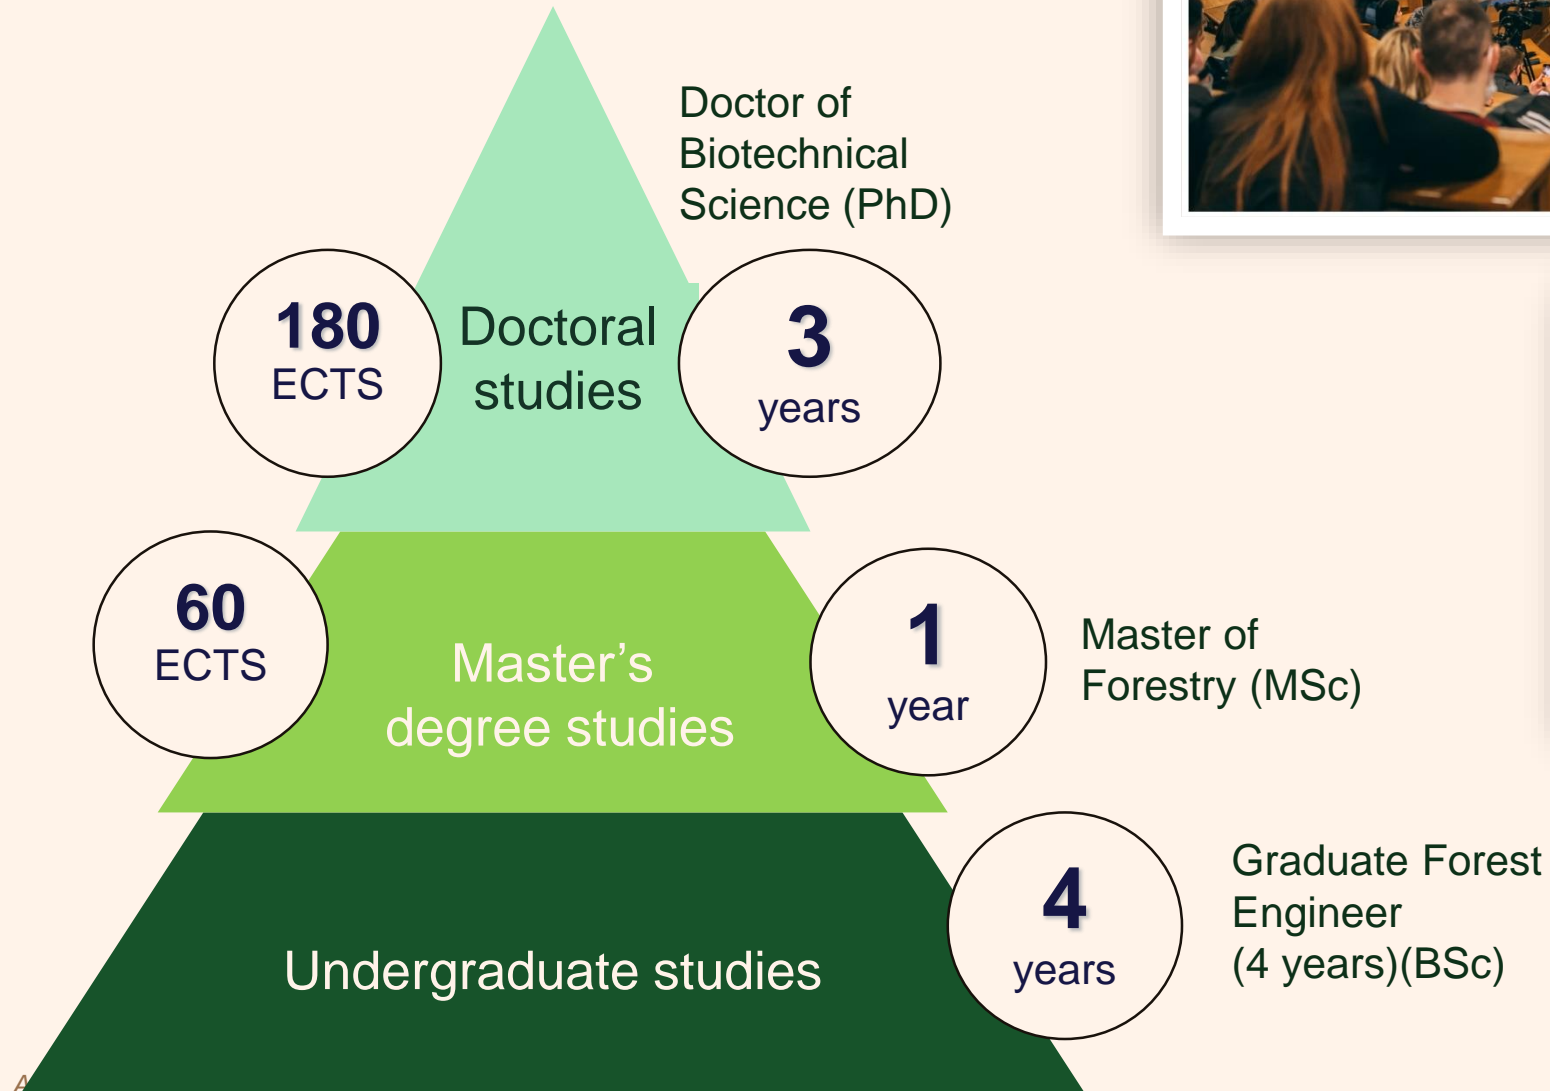 Doctor of
Biotechnical
Science (PhD)
180
ECTS
Doctoral
studies
3
years
60
ECTS
Master’s
degree studies
1
year
Master of
Forestry (MSc)
Undergraduate studies
4
years
Graduate Forest
Engineer
(4 years)(BSc)